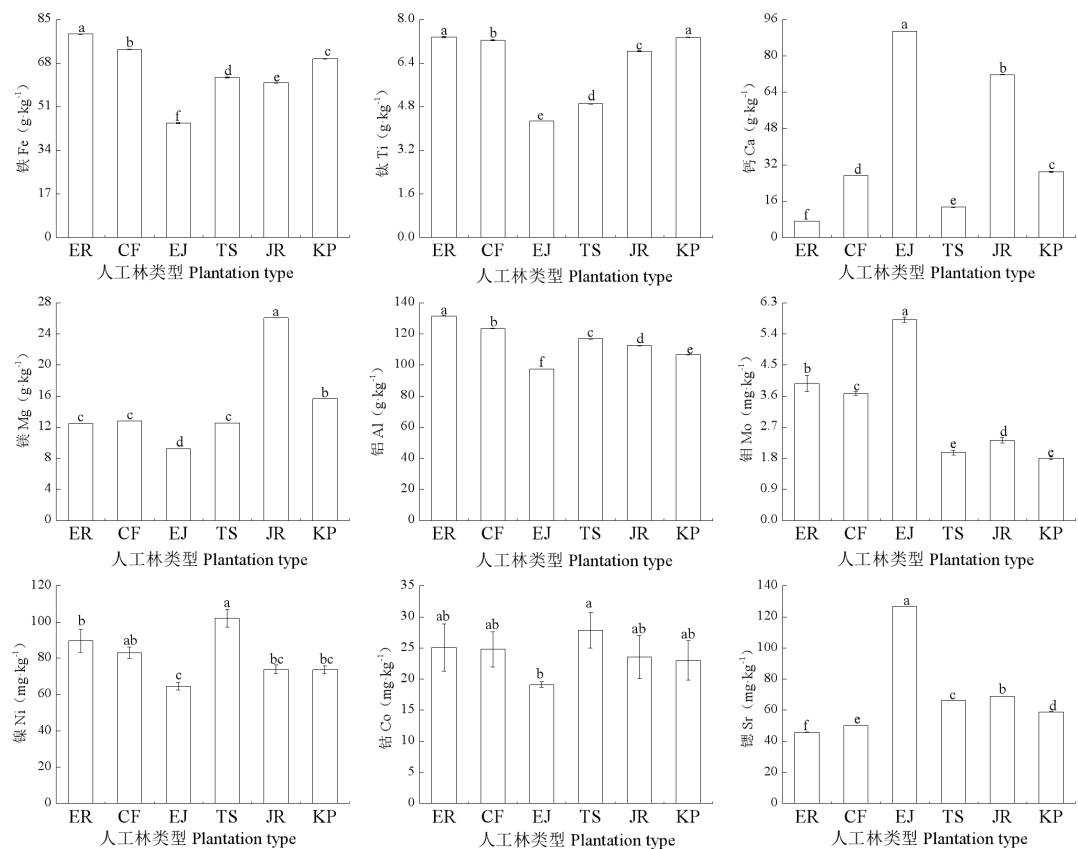 铁 Fe（g·kg⁻¹）
85
68
51
34
17
0
a
b
f
d
e
c
ER CF EJ TS JR KP
人工林类型 Plantation type
钛 Ti（g·kg⁻¹）
8.0
6.4
4.8
3.2
1.6
0.0
a
b
e
d
c
a
ER CF EJ TS JR KP
人工林类型 Plantation type
钙 Ca（g·kg⁻¹）
96
80
64
48
32
16
0
f
d
a
e
b
c
ER CF EJ TS JR KP
人工林类型 Plantation type
镁 Mg（g·kg⁻¹）
28
24
20
16
12
8
4
0
c
c
d
c
a
b
ER CF EJ TS JR KP
人工林类型 Plantation type
铝 Al（g·kg⁻¹）
140
120
100
80
60
40
20
0
a
b
f
c
d
e
ER CF EJ TS JR KP
人工林类型 Plantation type
钼 Mo（mg·kg⁻¹）
6.3
5.4
4.5
3.6
2.7
1.8
0.9
0.0
b
c
a
e
d
e
ER CF EJ TS JR KP
人工林类型 Plantation type
镍 Ni（mg·kg⁻¹）
120
100
80
60
40
20
0
b
ab
c
a
bc
bc
ER CF EJ TS JR KP
人工林类型 Plantation type
钴 Co（mg·kg⁻¹）
35
30
25
20
15
10
5
0
ab
ab
b
a
ab
ab
ER CF EJ TS JR KP
人工林类型 Plantation type
锶 Sr（mg·kg⁻¹）
140
120
100
80
60
40
20
0
f
e
a
c
b
d
ER CF EJ TS JR KP
人工林类型 Plantation type